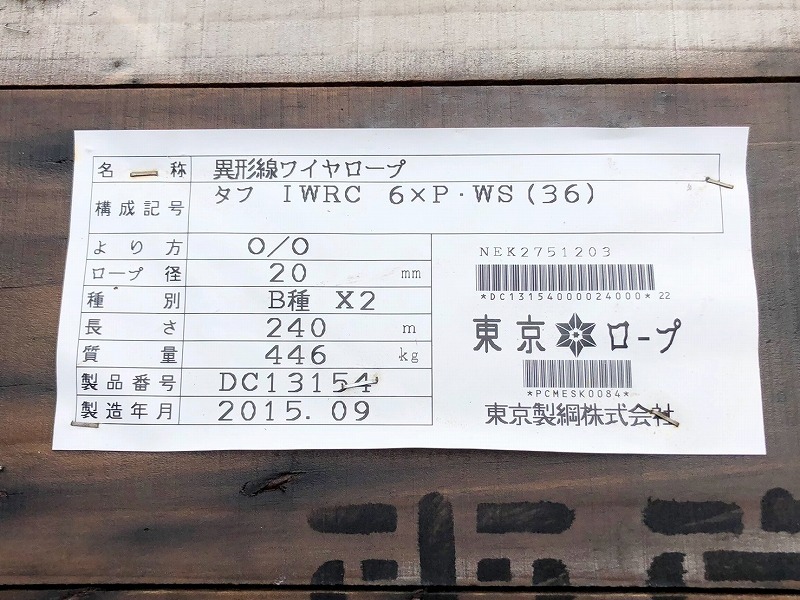 名称 異形線ワイヤロープ
構成記号 タフ IWRC 6×P・WS(36)
より方 O/O
ロープ径 20 mm
種別 B種 X2
長さ 240 m
質量 446 kg
製品番号 DC13154
製造年月 2015.09
NEK2751203
*DC13154000024000* 22
東京 ロープ
*PCMESK0084*
東京製綱株式会社